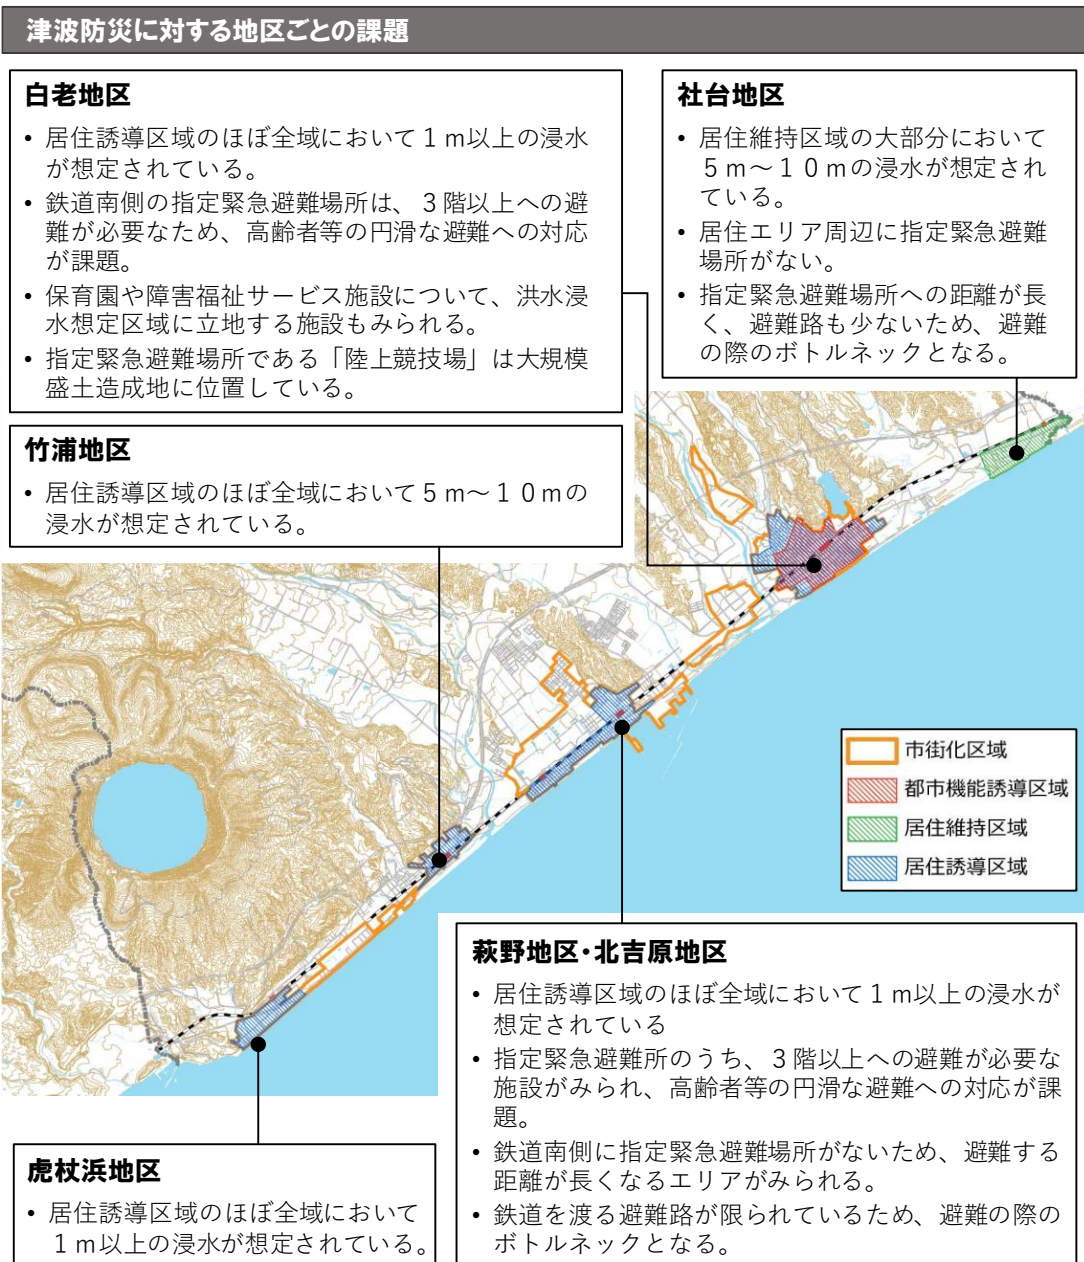 津波防災に対する地区ごとの課題
白老地区
• 居住誘導区域のほぼ全域において１ｍ以上の浸水
が想定されている。
• 鉄道南側の指定緊急避難場所は、３階以上への避
難が必要なため、高齢者等の円滑な避難への対応
が課題。
• 保育園や障害福祉サービス施設について、洪水浸
水想定区域に立地する施設もみられる。
• 指定緊急避難場所である「陸上競技場」は大規模
盛土造成地に位置している。
社台地区
• 居住維持区域の大部分において
５ｍ～１０ｍの浸水が想定され
ている。
• 居住エリア周辺に指定緊急避難
場所がない。
• 指定緊急避難場所への距離が長
く、避難路も少ないため、避難
の際のボトルネックとなる。
竹浦地区
• 居住誘導区域のほぼ全域において５ｍ～１０ｍの
浸水が想定されている。
市街化区域
都市機能誘導区域
居住維持区域
居住誘導区域
萩野地区・北吉原地区
• 居住誘導区域のほぼ全域において１ｍ以上の浸水が
想定されている
• 指定緊急避難所のうち、３階以上への避難が必要な
施設がみられ、高齢者等の円滑な避難への対応が課
題。
• 鉄道南側に指定緊急避難場所がないため、避難する
距離が長くなるエリアがみられる。
• 鉄道を渡る避難路が限られているため、避難の際の
ボトルネックとなる。
虎杖浜地区
• 居住誘導区域のほぼ全域において
１ｍ以上の浸水が想定されている。